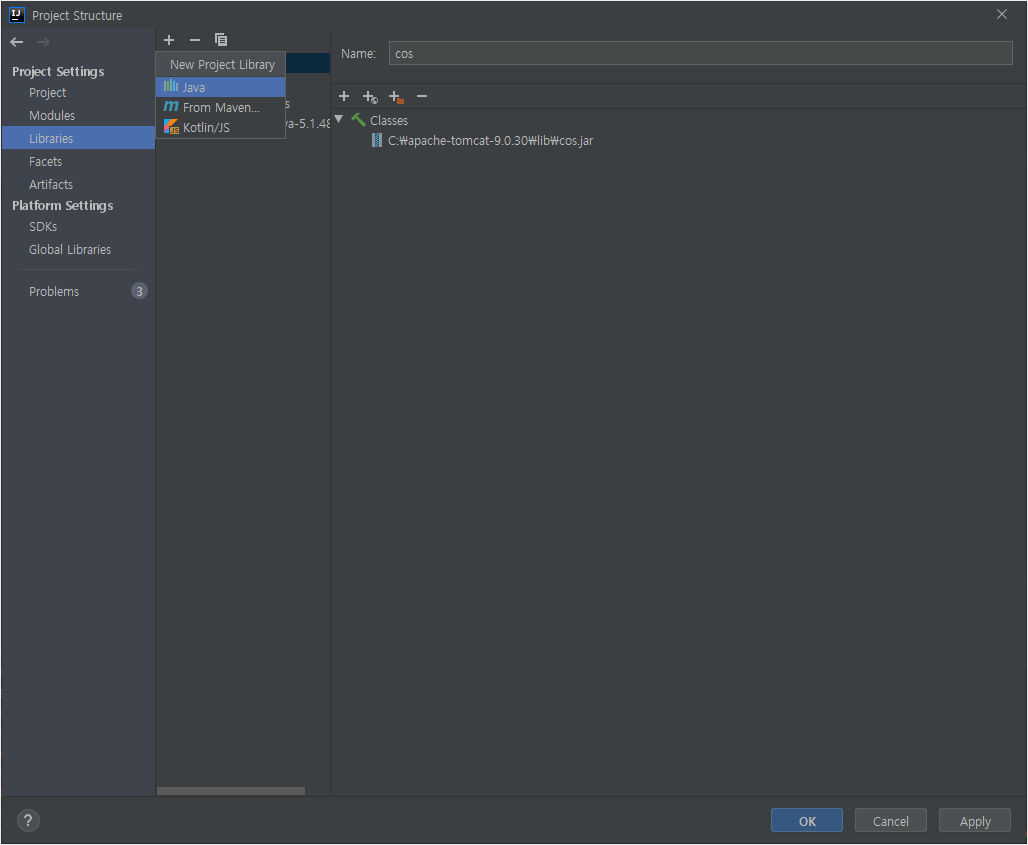 Project Structure
Project Settings
Project
Modules
Libraries
Facets
Artifacts
Platform Settings
SDKs
Global Libraries
Problems 3
New Project Library
Java
From Maven...
Kotlin/JS
s
va-5.1.48
Name: cos
Classes
C:₩apache-tomcat-9.0.30₩lib₩cos.jar
? OK Cancel Apply